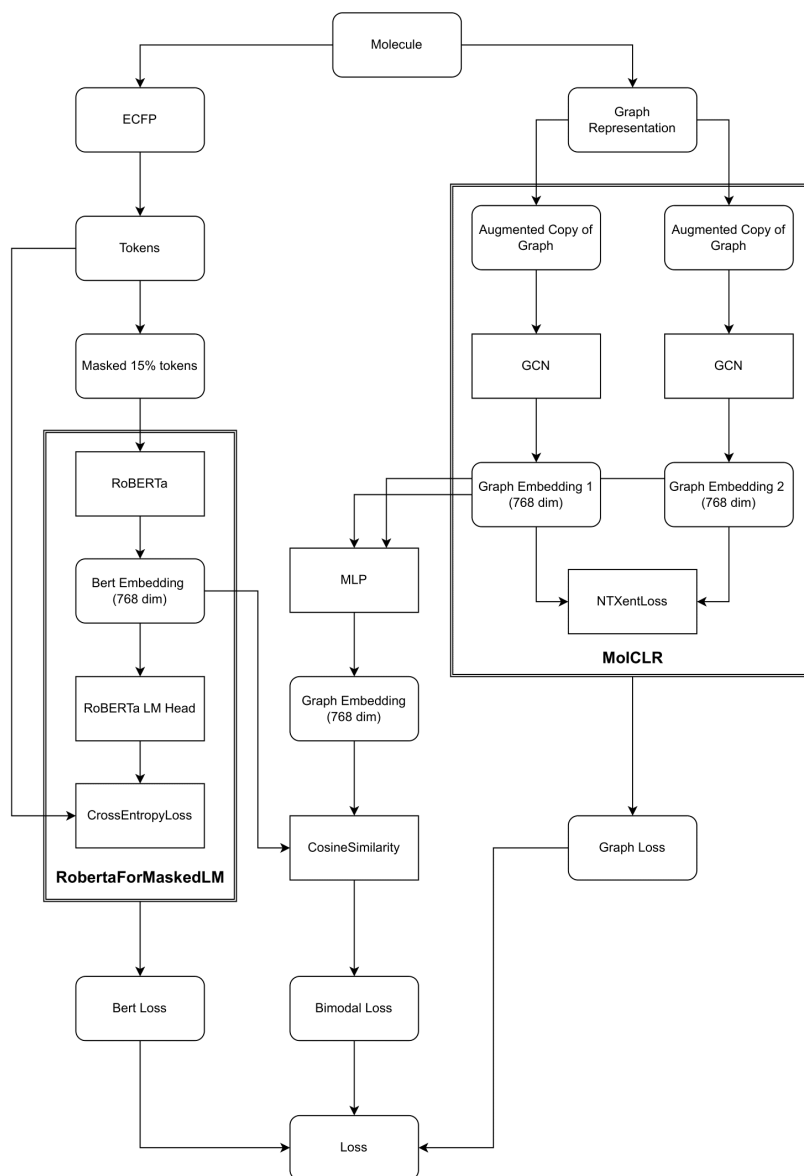 Molecule
ECFP
Graph
Representation
Tokens
Augmented Copy of
Graph
Augmented Copy of
Graph
Masked 15% tokens
GCN
GCN
RoBERTa
Graph Embedding 1
(768 dim)
Graph Embedding 2
(768 dim)
Bert Embedding
(768 dim)
MLP
NTXentLoss
MolCLR
RoBERTa LM Head
Graph Embedding
(768 dim)
CrossEntropyLoss
CosineSimilarity
Graph Loss
RobertaForMaskedLM
Bert Loss
Bimodal Loss
Loss